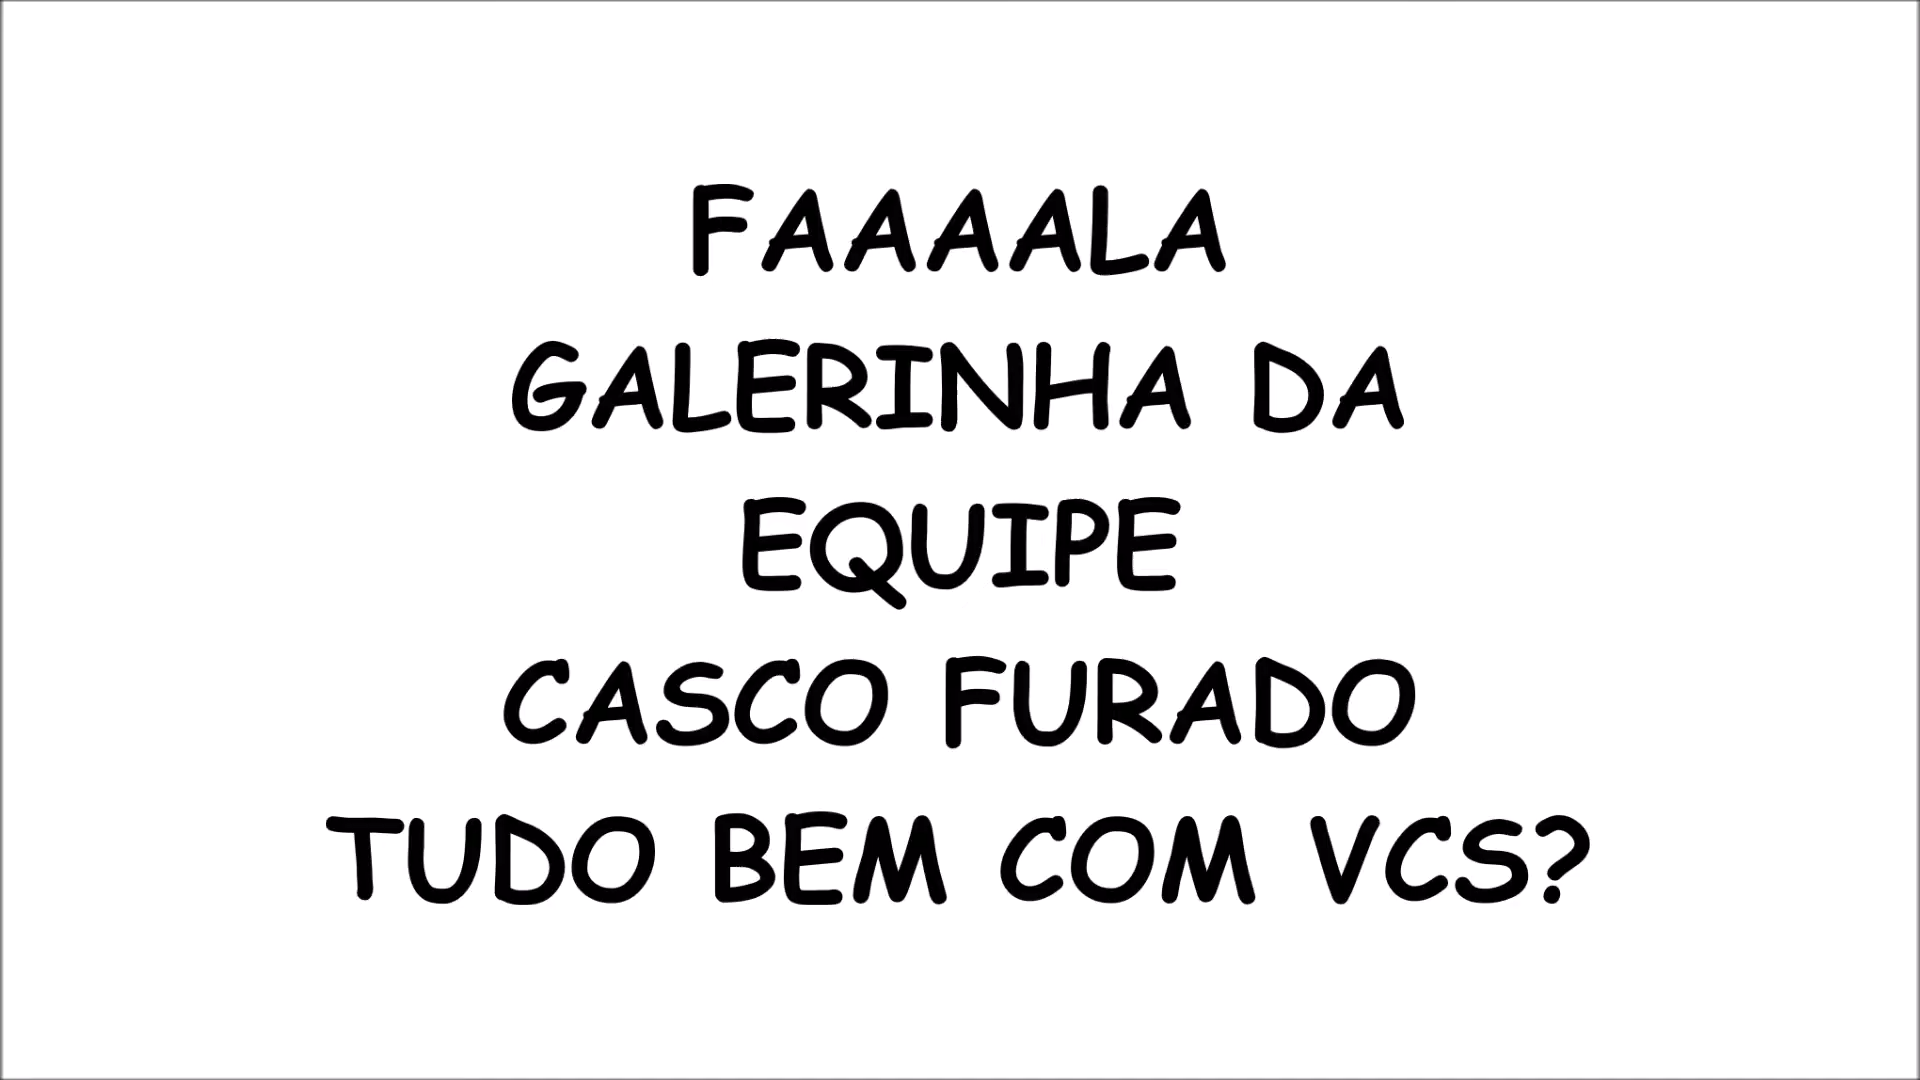 FAAAALA
GALERINHA DA
EQUIPE
CASCO FURADO
TUDO BEM COM VCS?